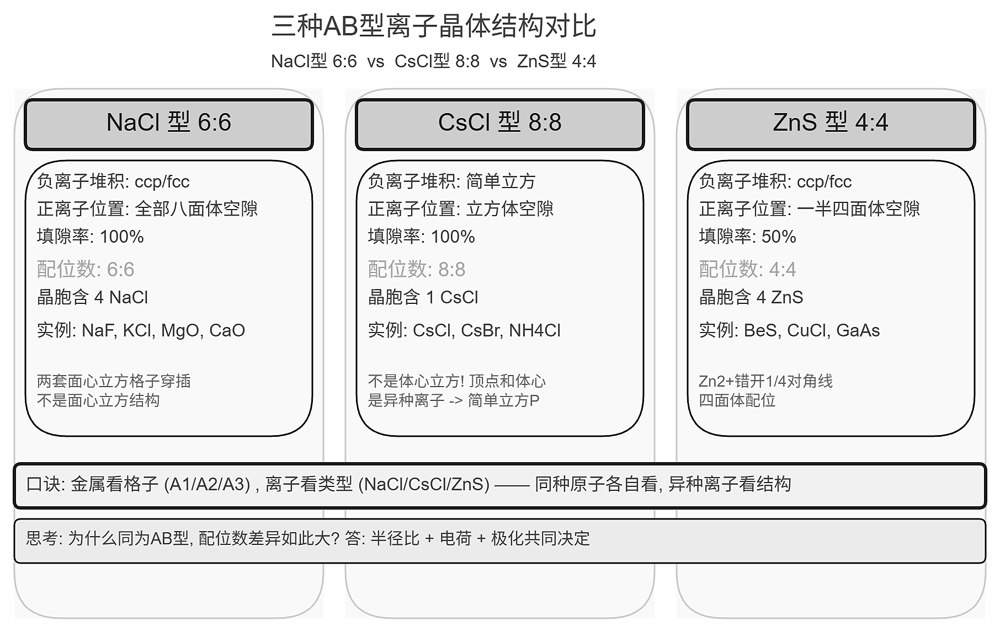 三种AB型离子晶体结构对比
NaCl型 6:6 vs CsCl型 8:8 vs ZnS型 4:4
NaCl 型 6:6
负离子堆积: ccp/fcc
正离子位置: 全部八面体空隙
填隙率: 100%
配位数: 6:6
晶胞含 4 NaCl
实例: NaF, KCl, MgO, CaO
两套面心立方格子穿插
不是面心立方结构
CsCl 型 8:8
负离子堆积: 简单立方
正离子位置: 立方体空隙
填隙率: 100%
配位数: 8:8
晶胞含 1 CsCl
实例: CsCl, CsBr, NH4Cl
不是体心立方! 顶点和体心
是异种离子 -> 简单立方P
ZnS 型 4:4
负离子堆积: ccp/fcc
正离子位置: 一半四面体空隙
填隙率: 50%
配位数: 4:4
晶胞含 4 ZnS
实例: BeS, CuCl, GaAs
Zn2+错开1/4对角线
四面体配位
口诀: 金属看格子 (A1/A2/A3) , 离子看类型 (NaCl/CsCl/ZnS) —— 同种原子各自看, 异种离子看结构
思考: 为什么同为AB型, 配位数差异如此大? 答: 半径比 + 电荷 + 极化共同决定